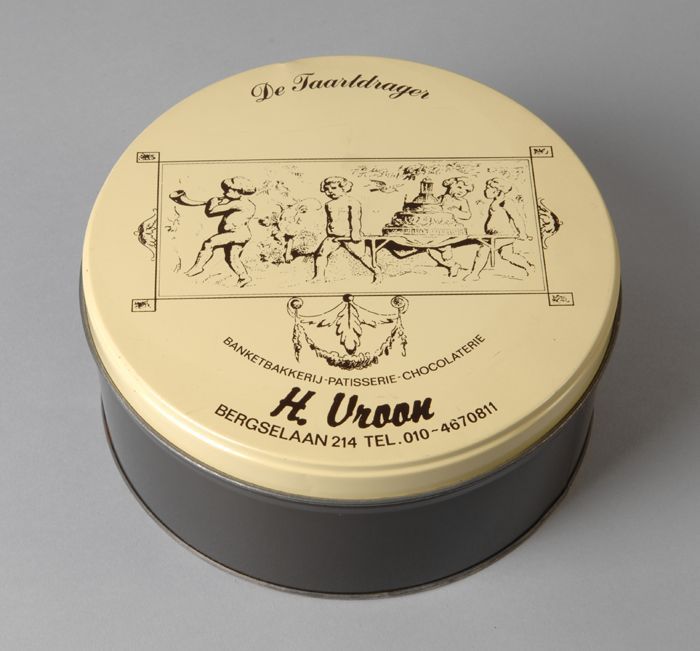 De Taartdrager
BANKETBAKKERIJ-PATISSERIE-CHOCOLATERIE
H. Vroon
BERGSELAAN 214 TEL. 010-4670811